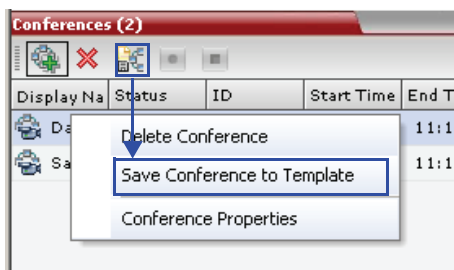 Conferences (2)
Display Na Status ID Start Time End T
Da 11:1
Delete Conference
Sa 11:1
Save Conference to Template
Conference Properties